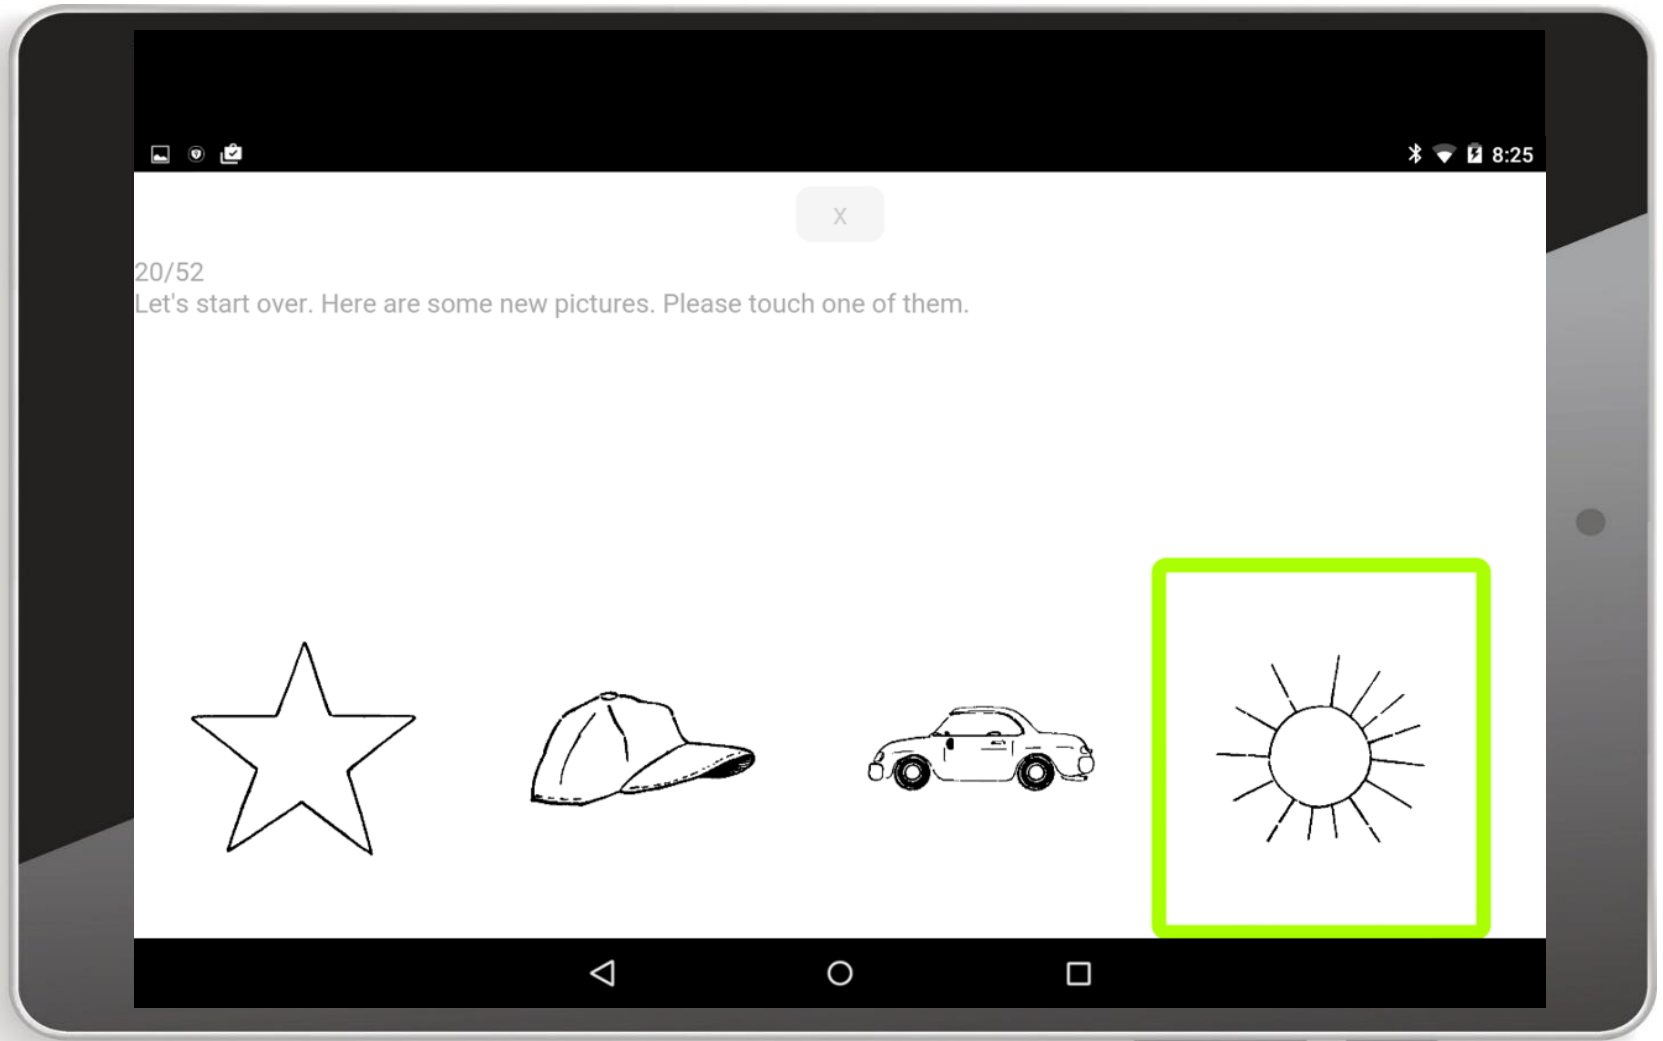 8:25
X
20/52
Let's start over. Here are some new pictures. Please touch one of them.